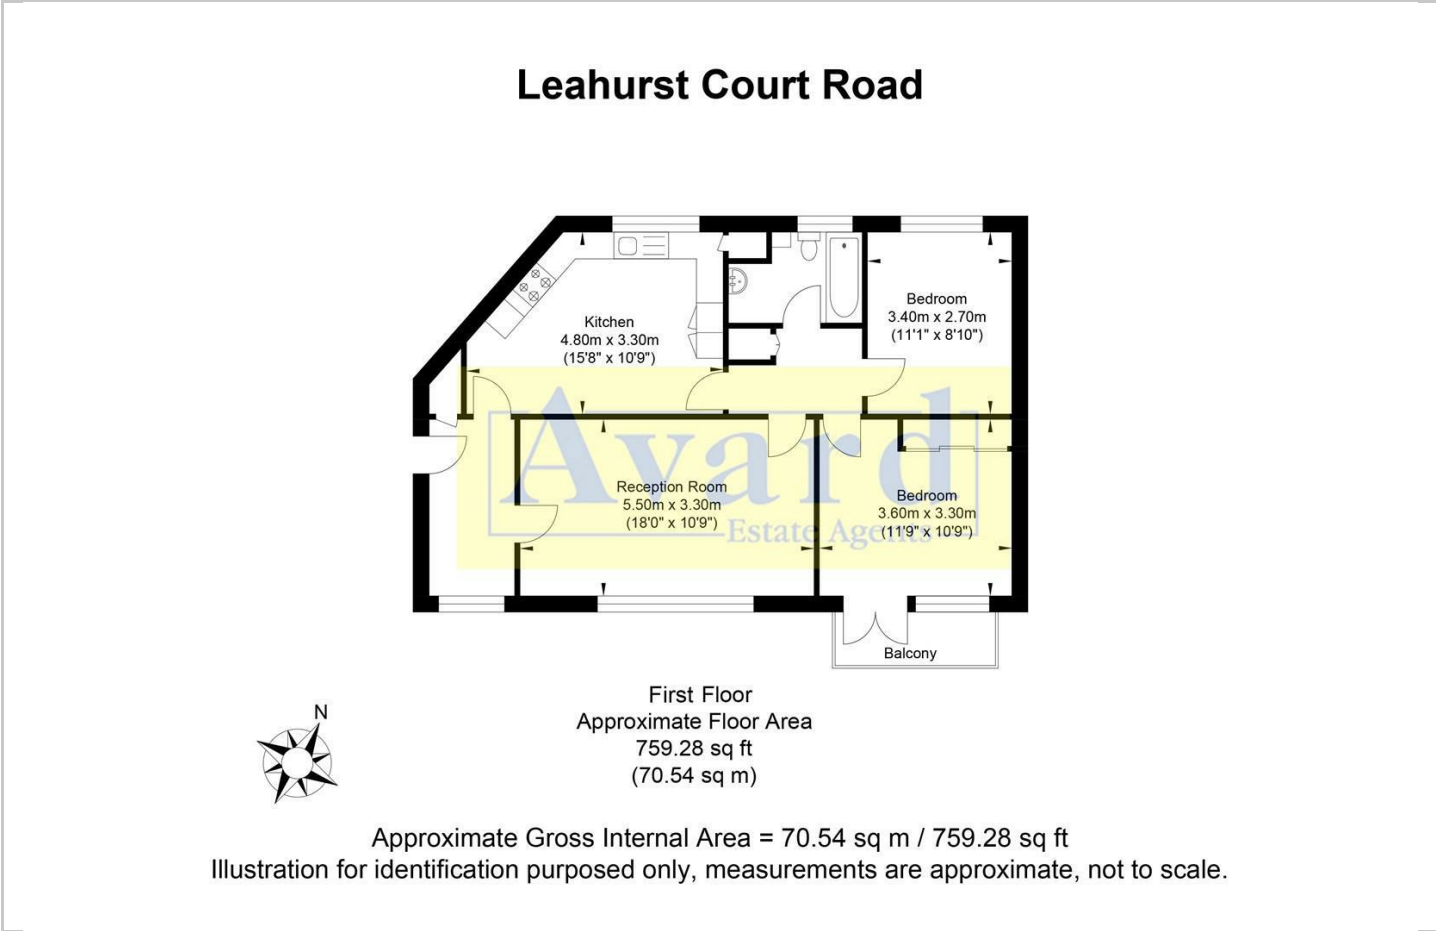 Leahurst Court Road
Kitchen
4.80m x 3.30m
(15'8" x 10'9")
Bedroom
3.40m x 2.70m
(11'1" x 8'10")
Avard
Estate Agents
Reception Room
5.50m x 3.30m
(18'0" x 10'9")
Bedroom
3.60m x 3.30m
(11'9" x 10'9")
Balcony
N
First Floor
Approximate Floor Area
759.28 sq ft
(70.54 sq m)
Approximate Gross Internal Area = 70.54 sq m / 759.28 sq ft
Illustration for identification purposed only, measurements are approximate, not to scale.